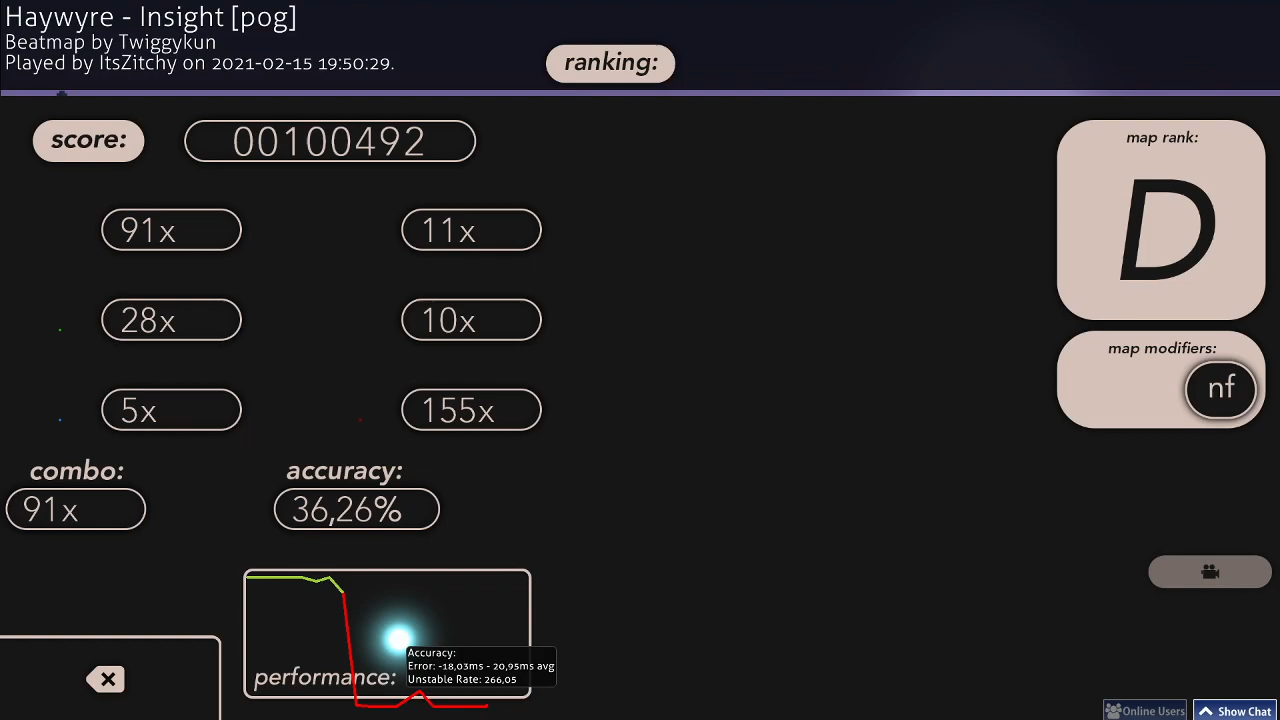 Haywyre - Insight [pog]
Beatmap by Twiggykun
Played by ItsZitchy on 2021-02-15 19:50:29.
ranking:
score:
00100492
map rank:
D
91x
11x
28x
10x
map modifiers:
nf
5x
155x
combo:
accuracy:
91x
36,26%
performance:
Accuracy:
Error: -18,03ms - 20,95ms avg
Unstable Rate: 266,05
Online Users
Show Chat